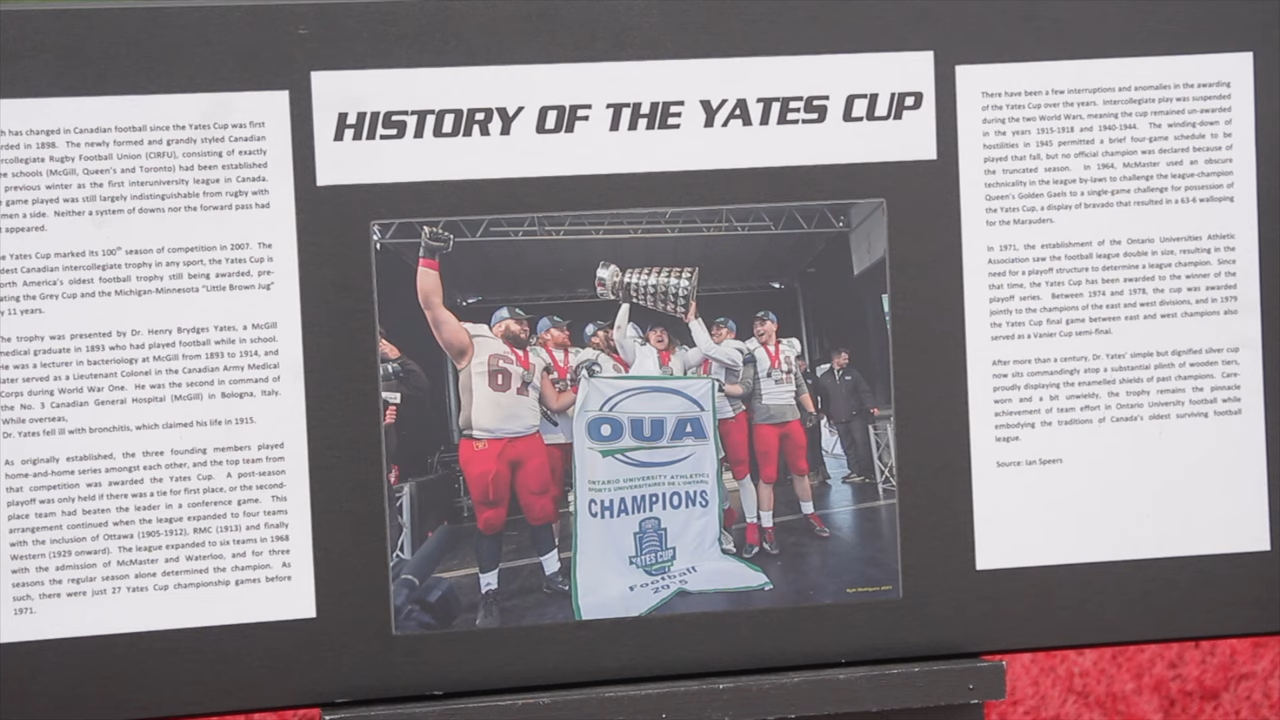 h has changed in Canadian football since the Yates Cup was first
rded in 1898. The newly formed and grandly styled Canadian
rcollegiate Rugby Football Union (CIRFU), consisting of exactly
e schools (McGill, Queen's and Toronto) had been established
previous winter as the first interuniversity league in Canada.
game played was still largely indistinguishable from rugby with
men a side. Neither a system of downs nor the forward pass had
appeared.
e Yates Cup marked its 100th season of competition in 2007. The
dest Canadian intercollegiate trophy in any sport, the Yates Cup is
orth America's oldest football trophy still being awarded, pre-
ating the Grey Cup and the Michigan-Minnesota "Little Brown Jug"
y 11 years.
he trophy was presented by Dr. Henry Brydges Yates, a McGill
medical graduate in 1893 who had played football while in school.
He was a lecturer in bacteriology at McGill from 1893 to 1914, and
later served as a Lieutenant Colonel in the Canadian Army Medical
Corps during World War One. He was the second in command of
the No. 3 Canadian General Hospital (McGill) in Bologna, Italy.
While overseas,
Dr. Yates fell ill with bronchitis, which claimed his life in 1915.
As originally established, the three founding members played
home-and-home series amongst each other, and the top team from
that competition was awarded the Yates Cup. A post-season
playoff was only held if there was a tie for first place, or the second-
place team had beaten the leader in a conference game. This
arrangement continued when the league expanded to four teams
with the inclusion of Ottawa (1905-1912), RMC (1913) and finally
Western (1929 onward). The league expanded to six teams in 1968
with the admission of McMaster and Waterloo, and for three
seasons the regular season alone determined the champion. As
such, there were just 27 Yates Cup championship games before
1971.
HISTORY OF THE YATES CUP
67
OUA
ONTARIO UNIVERSITY ATHLETICS
SPORTS UNIVERSITAIRES DE L'ONTARIO
CHAMPIONS
YATES CUP
Football
2015
There have been a few interruptions and anomalies in the awarding
of the Yates Cup over the years. Intercollegiate play was suspended
during the two World Wars, meaning the cup remained un-awarded
in the years 1915-1918 and 1940-1944. The winding-down of
hostilities in 1945 permitted a brief four-game schedule to be
played that fall, but no official champion was declared because of
the truncated season. In 1964, McMaster used an obscure
technicality in the league by-laws to challenge the league-champion
Queen's Golden Gaels to a single-game challenge for possession of
the Yates Cup, a display of bravado that resulted in a 63-6 walloping
for the Marauders.
In 1971, the establishment of the Ontario Universities Athletic
Association saw the football league double in size, resulting in the
need for a playoff structure to determine a league champion. Since
that time, the Yates Cup has been awarded to the winner of the
playoff series. Between 1974 and 1978, the cup was awarded
jointly to the champions of the east and west divisions, and in 1979
the Yates Cup final game between east and west champions also
served as a Vanier Cup semi-final.
After more than a century, Dr. Yates' simple but dignified silver cup
now sits commandingly atop a substantial plinth of wooden tiers,
proudly displaying the enamelled shields of past champions. Care-
worn and a bit unwieldy, the trophy remains the pinnacle
achievement of team effort in Ontario University football while
embodying the traditions of Canada's oldest surviving football
league.
Source: Ian Speers